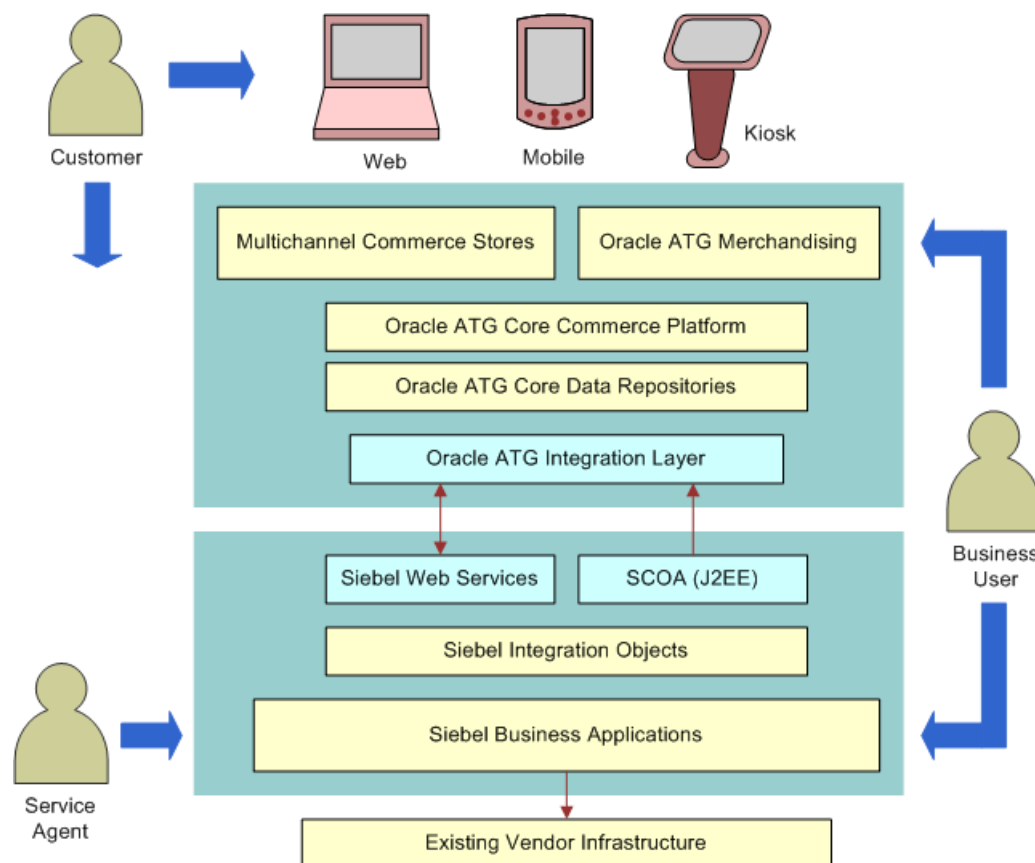 Customer
Web
Mobile
Kiosk
Multichannel Commerce Stores
Oracle ATG Merchandising
Oracle ATG Core Commerce Platform
Oracle ATG Core Data Repositories
Oracle ATG Integration Layer
Business
User
Siebel Web Services
SCOA (J2EE)
Siebel Integration Objects
Siebel Business Applications
Service
Agent
Existing Vendor Infrastructure